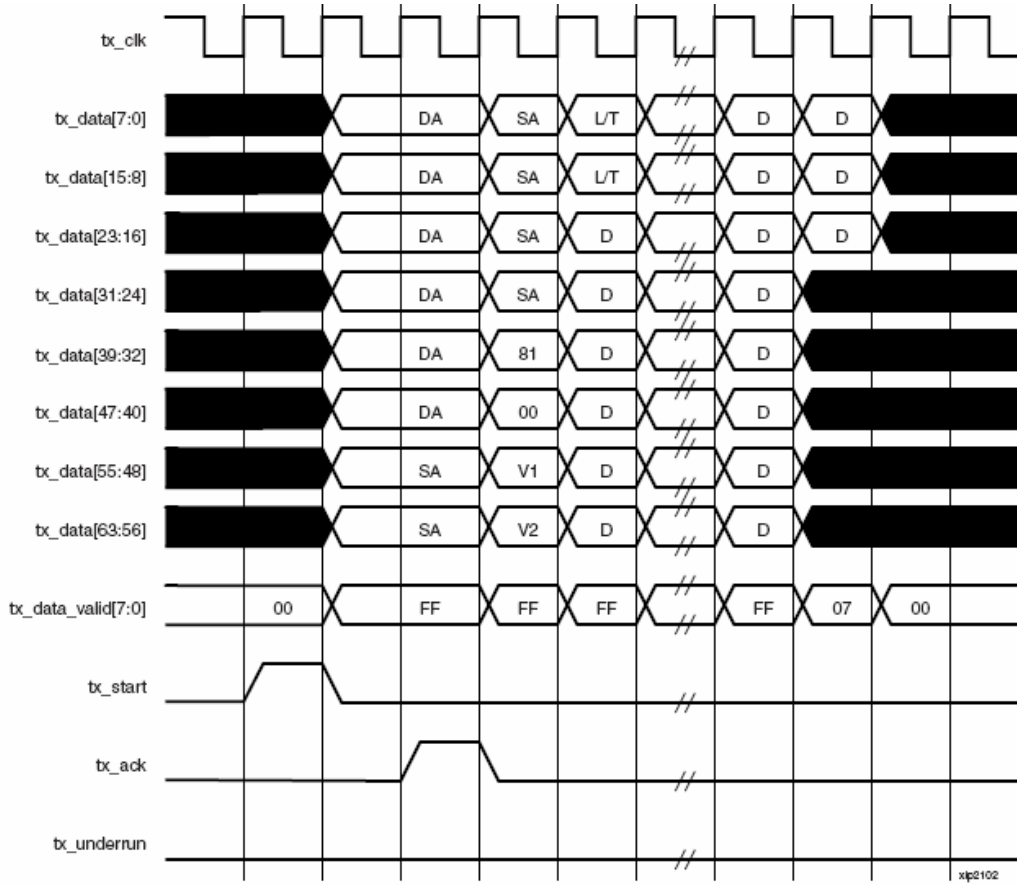 tx_clk
tx_data[7:0] DA SA L/T D D
tx_data[15:8] DA SA L/T D D
tx_data[23:16] DA SA D D D
tx_data[31:24] DA SA D D
tx_data[39:32] DA 81 D D
tx_data[47:40] DA 00 D D
tx_data[55:48] SA V1 D D
tx_data[63:56] SA V2 D D
tx_data_valid[7:0] 00 FF FF FF FF 07 00
tx_start
tx_ack
tx_underrun
xip2102